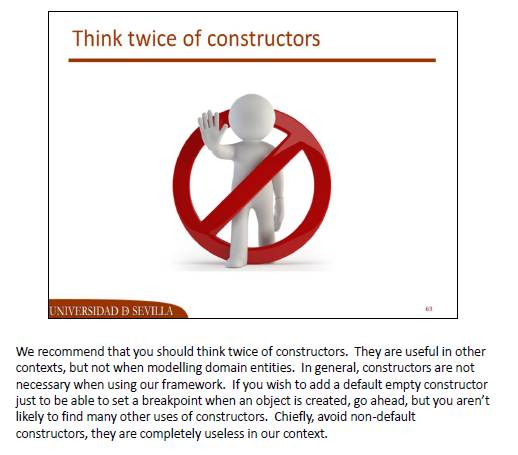 Think twice of constructors
UNIVERSIDAD D SEVILLA
63
We recommend that you should think twice of constructors.  They are useful in other
contexts, but not when modelling domain entities.  In general, constructors are not
necessary when using our framework.  If you wish to add a default empty constructor
just to be able to set a breakpoint when an object is created, go ahead, but you aren't
likely to find many other uses of constructors.  Chiefly, avoid non-default
constructors, they are completely useless in our context.